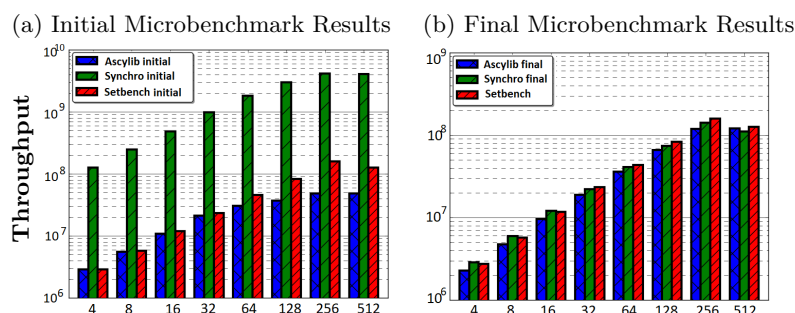 (a) Initial Microbenchmark Results
(b) Final Microbenchmark Results
Throughput
10^10
10^9
10^8
10^7
10^6
Ascylib initial
Synchro initial
Setbench initial
4 8 16 32 64 128 256 512
10^9
10^8
10^7
10^6
Ascylib final
Synchro final
Setbench
4 8 16 32 64 128 256 512